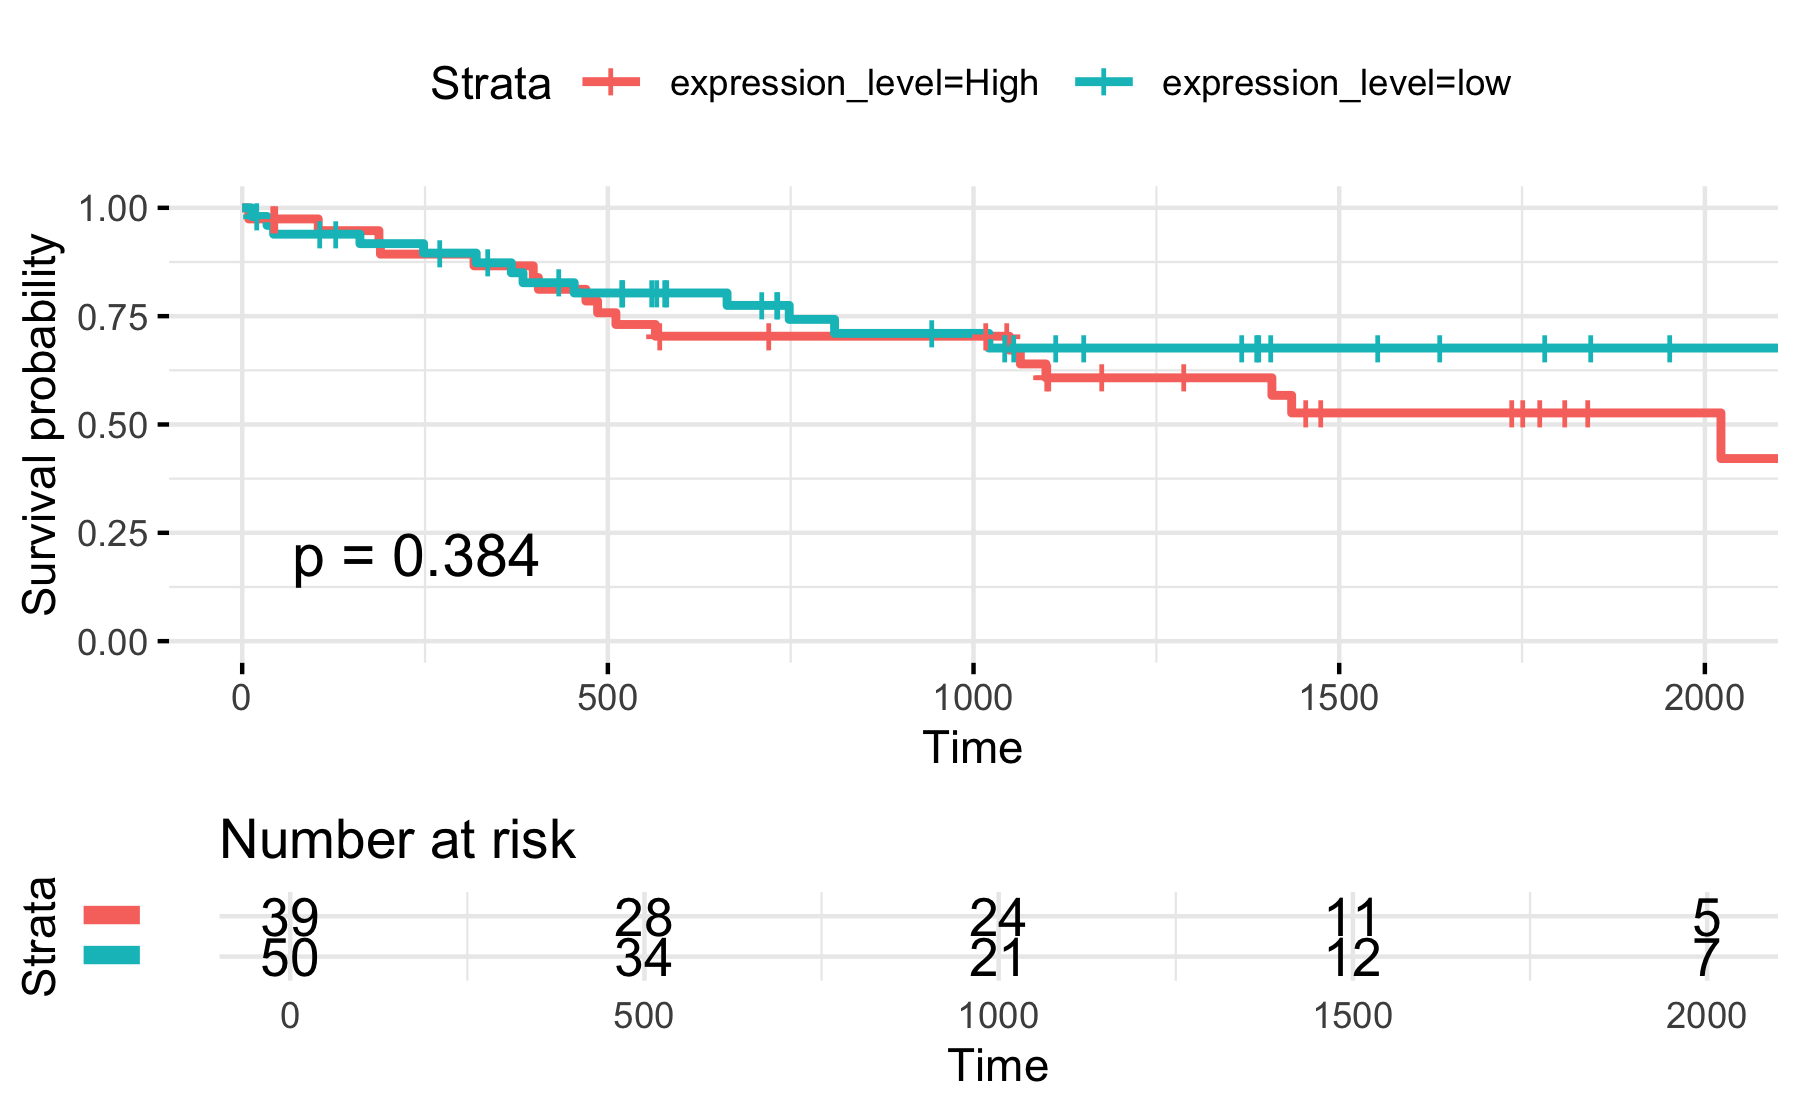 Strata expression_level=High expression_level=low
Survival probability
1.00
0.75
0.50
0.25
0.00
p = 0.384
0 500 1000 1500 2000
Time
Number at risk
Strata
39 28 24 11 5
50 34 21 12 7
0 500 1000 1500 2000
Time